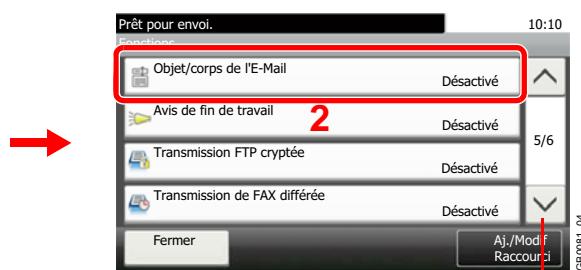 Prêt pour envoi. 10:10
Fonctions
Objet/corps de l'E-Mail
Désactivé
Avis de fin de travail
2
Désactivé
5/6
Transmission FTP cryptée
Désactivé
Transmission de FAX différée
Désactivé
Fermer
Aj./Modif
Raccourci